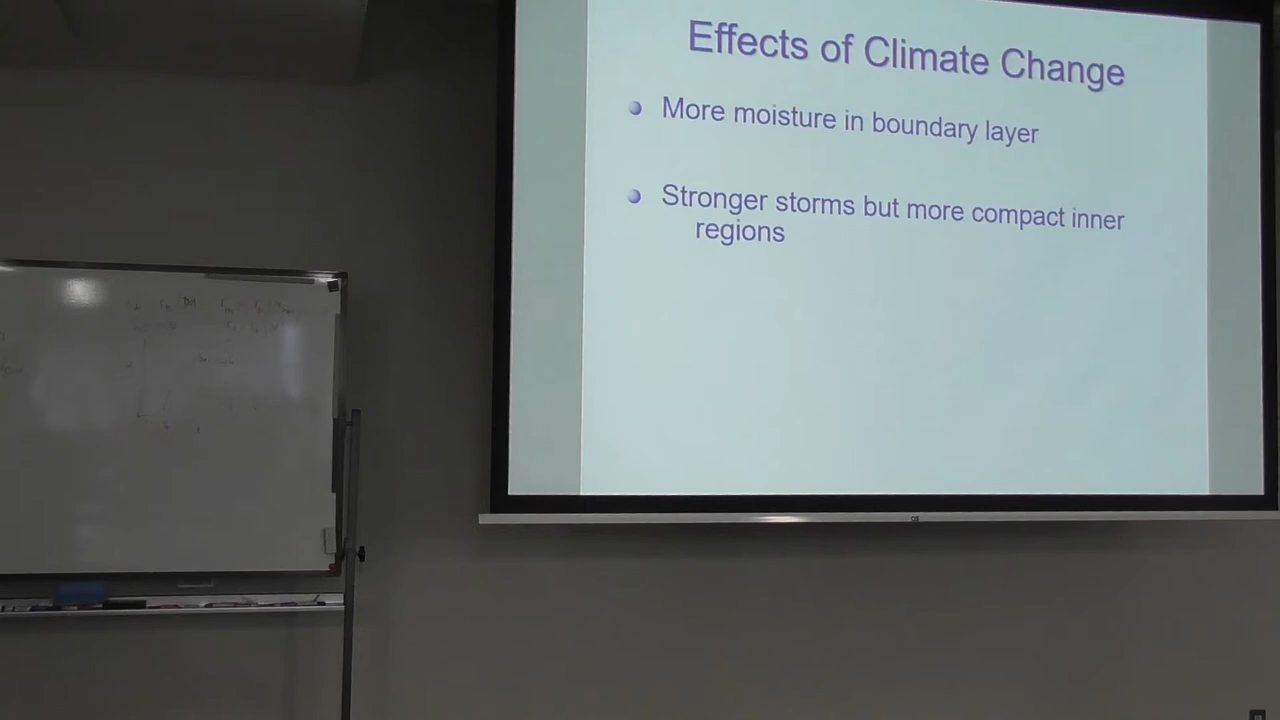 Effects of Climate Change
More moisture in boundary layer
Stronger storms but more compact inner
regions